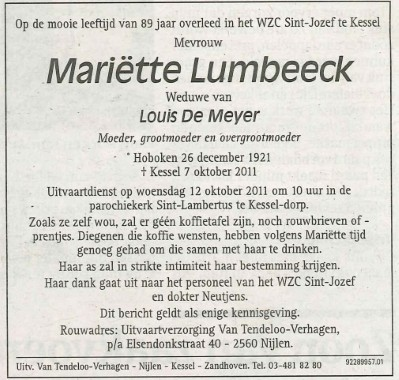 Op de mooie leeftijd van 89 jaar overleed in het WZC Sint-Jozef te Kessel
Mevrouw
Mariëtte Lumbeeck
Weduwe van
Louis De Meyer
Moeder, grootmoeder en overgrootmoeder
Hoboken 26 december 1921
† Kessel 7 oktober 2011
Uitvaartdienst op woensdag 12 oktober 2011 om 10 uur in de
parochiekerk Sint-Lambertus te Kessel-dorp.
Zoals ze zelf wou, zal er géén koffietafel zijn, noch rouwbrieven of -
prentjes. Diegenen die koffie wensten, hebben volgens Mariëtte tijd
genoeg gehad om die samen met haar te drinken.
Haar as zal in strikte intimiteit haar bestemming krijgen.
Haar dank gaat uit naar het personeel van het WZC Sint-Jozef
en dokter Neutjens.
Dit bericht geldt als enige kennisgeving.
Rouwadres: Uitvaartverzorging Van Tendeloo-Verhagen,
p/a Elsendonkstraat 40 - 2560 Nijlen.
92289957.01
Uitv. Van Tendeloo-Verhagen - Nijlen - Kessel - Zandhoven. Tel. 03-481 82 80